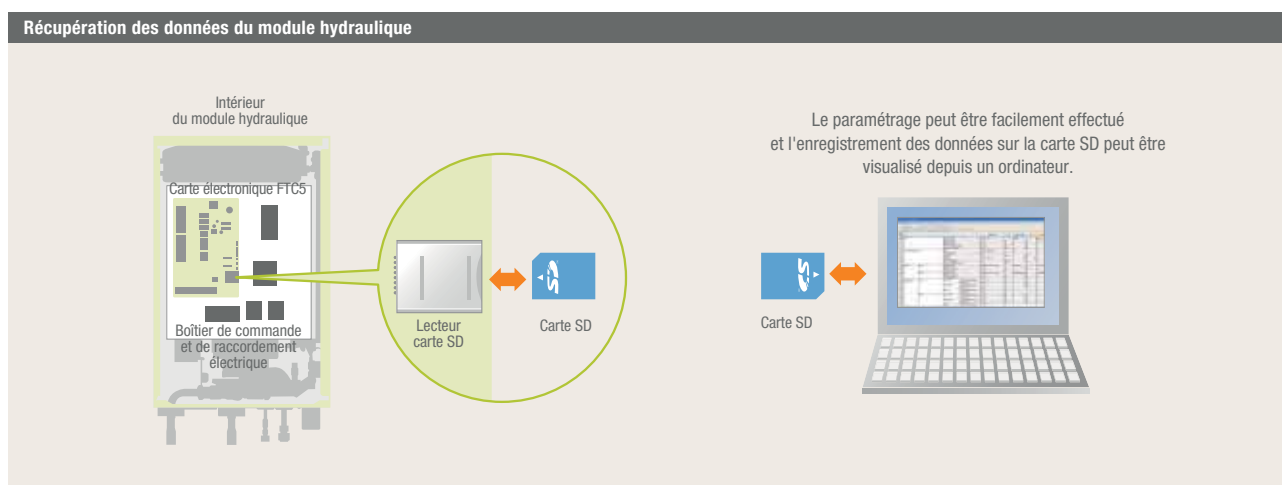 Récupération des données du module hydraulique
Intérieur
du module hydraulique
Carte électronique FTC5
Boîtier de commande
et de raccordement
électrique
Lecteur
carte SD
Carte SD
Le paramétrage peut être facilement effectué
et l'enregistrement des données sur la carte SD peut être
visualisé depuis un ordinateur.
Carte SD